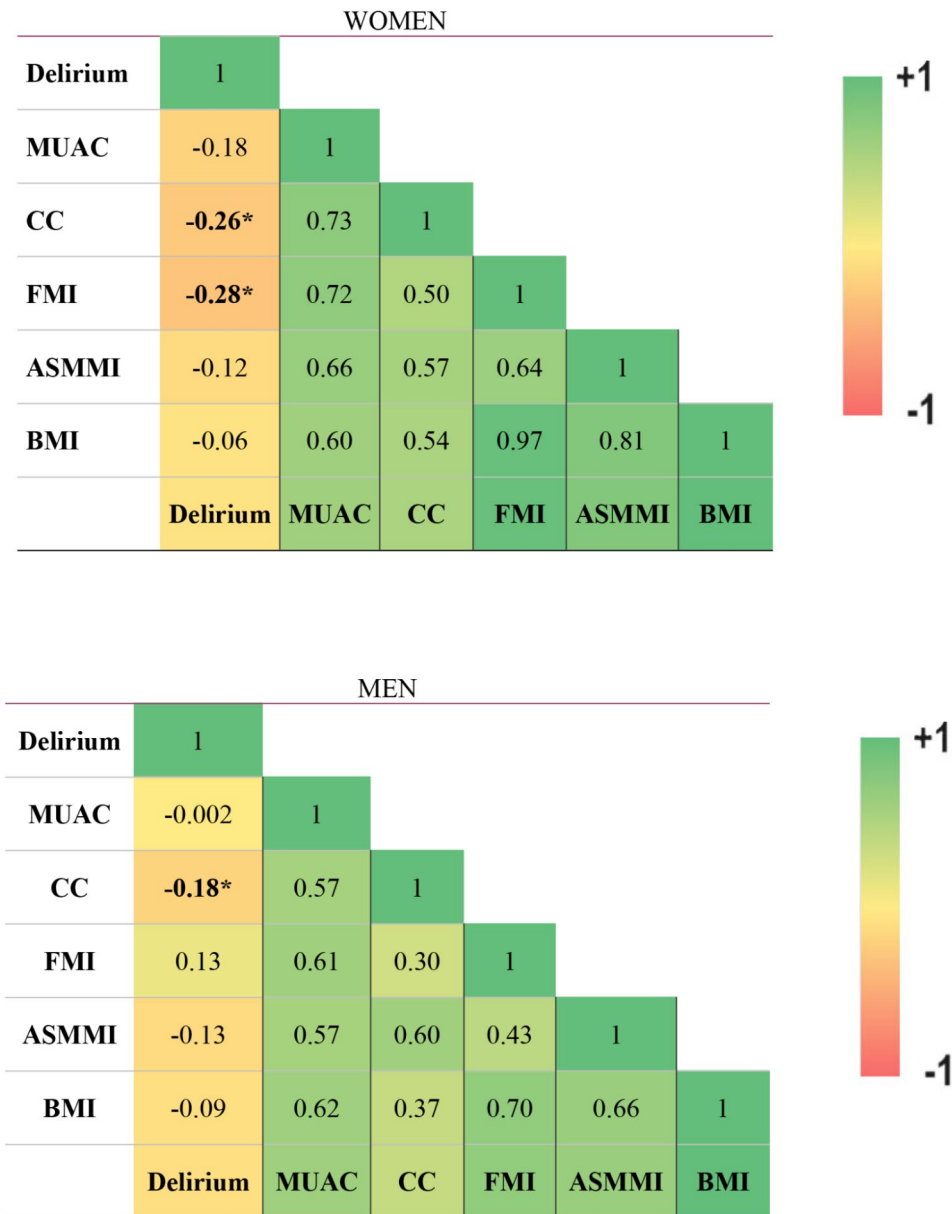 WOMEN
Delirium 1
+1
MUAC -0.18 1
CC -0.26* 0.73 1
FMI -0.28* 0.72 0.50 1
ASMMI -0.12 0.66 0.57 0.64 1
-1
BMI -0.06 0.60 0.54 0.97 0.81 1
Delirium MUAC CC FMI ASMMI BMI
MEN
Delirium 1
+1
MUAC -0.002 1
CC -0.18* 0.57 1
FMI 0.13 0.61 0.30 1
ASMMI -0.13 0.57 0.60 0.43 1
-1
BMI -0.09 0.62 0.37 0.70 0.66 1
Delirium MUAC CC FMI ASMMI BMI